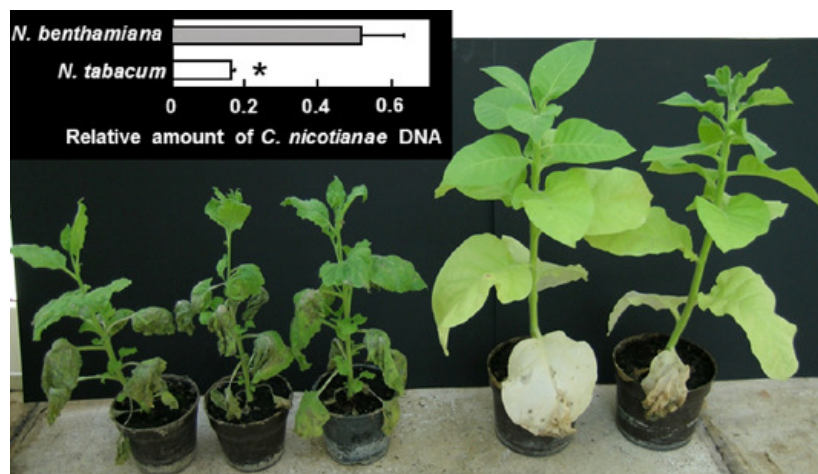 N. benthamiana
N. tabacum *
0 0.2 0.4 0.6
Relative amount of C. nicotianae DNA